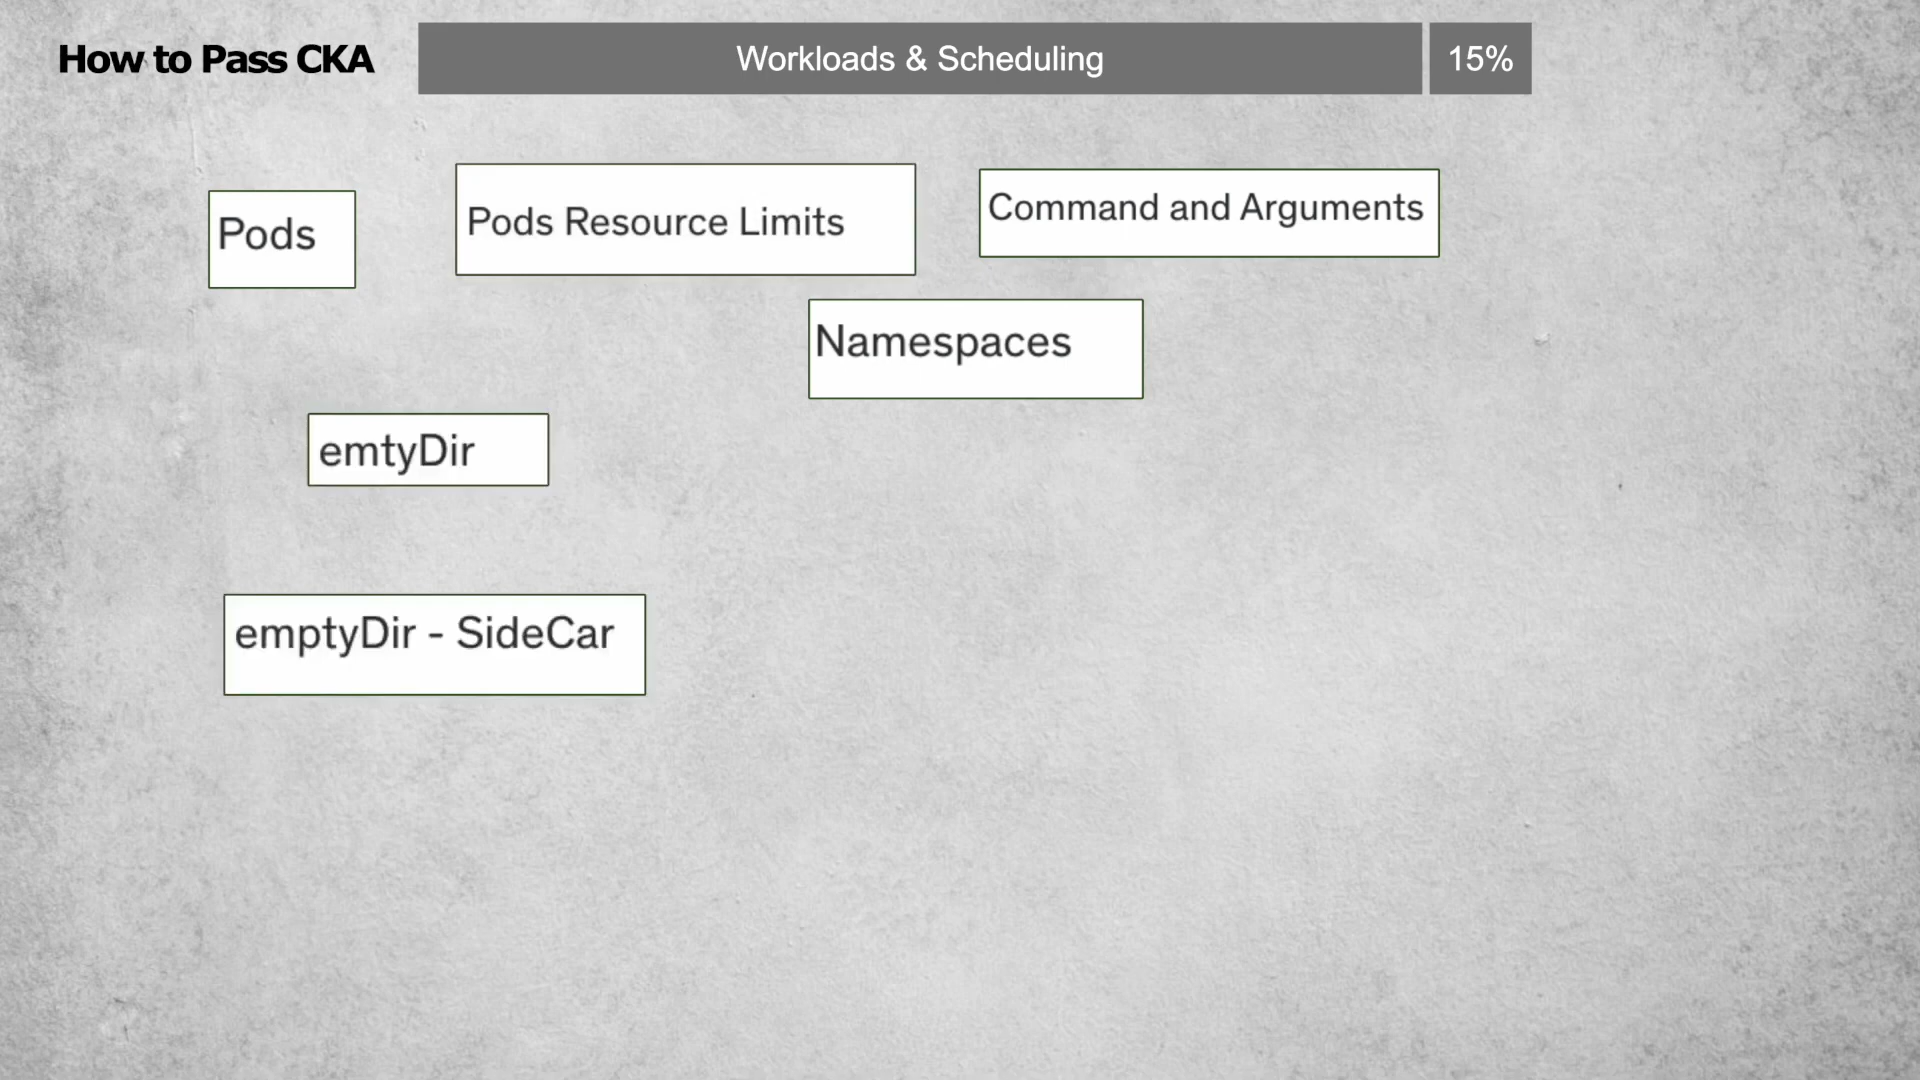 How to Pass CKA
Workloads & Scheduling
15%
Pods
Pods Resource Limits
Command and Arguments
Namespaces
emtyDir
emptyDir - SideCar